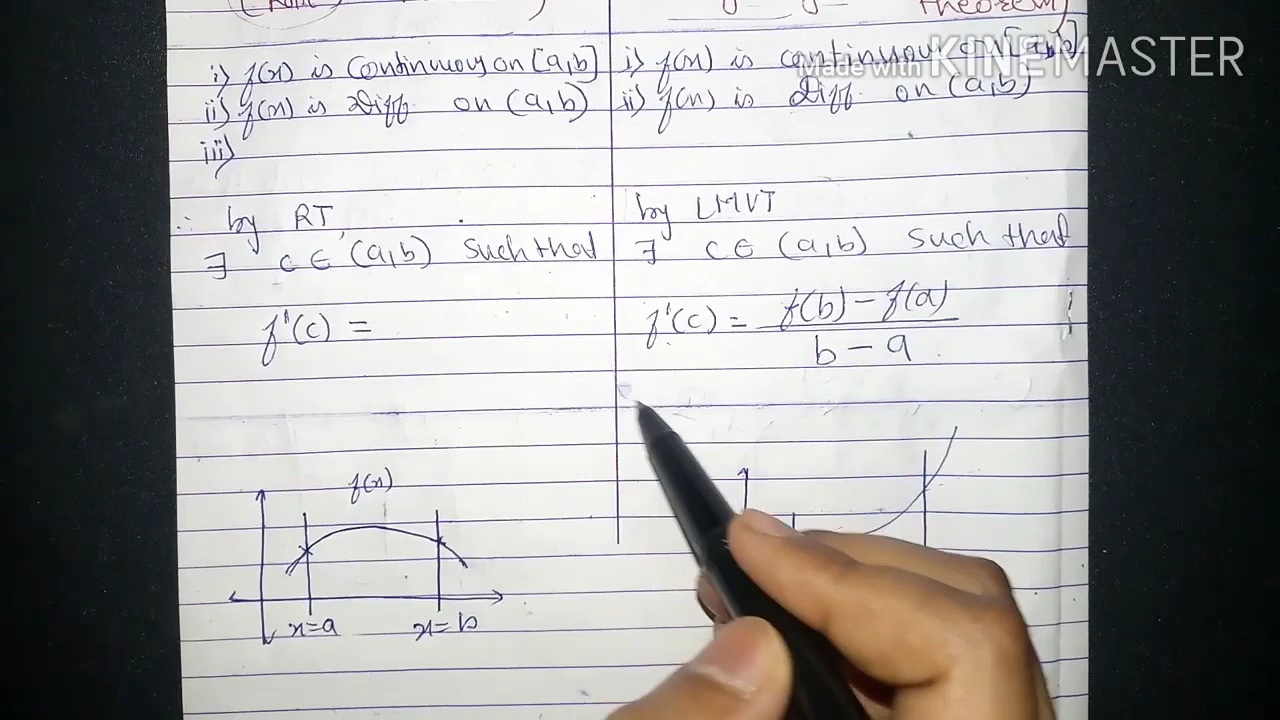 theorem)
i) f(x) is continuous on [a,b]
ii) f(x) is Diff on (a,b)
iii)
∴ by RT,
∃ c ∈ (a,b) such that
f'(c) =
f(x)
x=a x=b
i) f(x) is continuous on [a,b]
ii) f(x) is Diff on (a,b)
by LMVT
∃ c ∈ (a,b) such that
f'(c) = f(b) - f(a)
b - a
Made with KINEMASTER